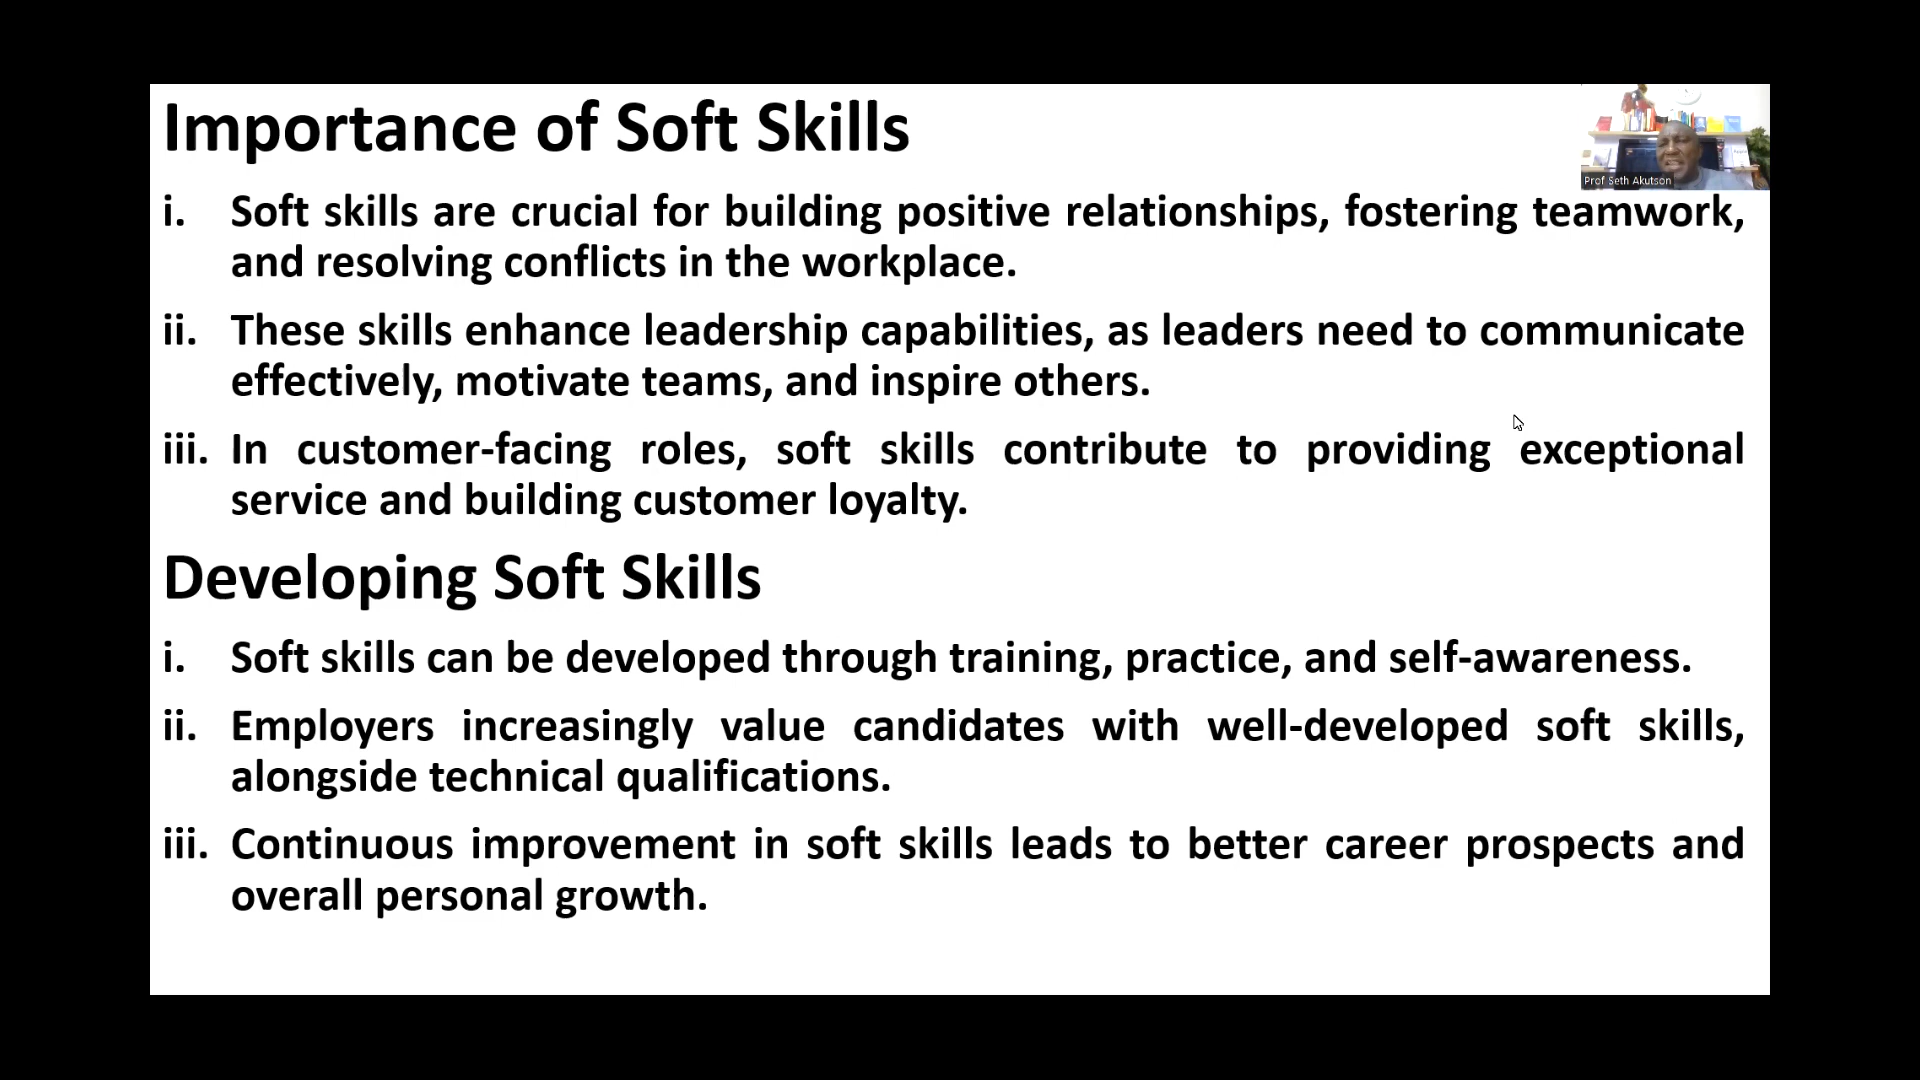 Importance of Soft Skills
Prof Seth Akutson
i. Soft skills are crucial for building positive relationships, fostering teamwork,
and resolving conflicts in the workplace.
ii. These skills enhance leadership capabilities, as leaders need to communicate
effectively, motivate teams, and inspire others.
iii. In customer-facing roles, soft skills contribute to providing exceptional
service and building customer loyalty.
Developing Soft Skills
i. Soft skills can be developed through training, practice, and self-awareness.
ii. Employers increasingly value candidates with well-developed soft skills,
alongside technical qualifications.
iii. Continuous improvement in soft skills leads to better career prospects and
overall personal growth.